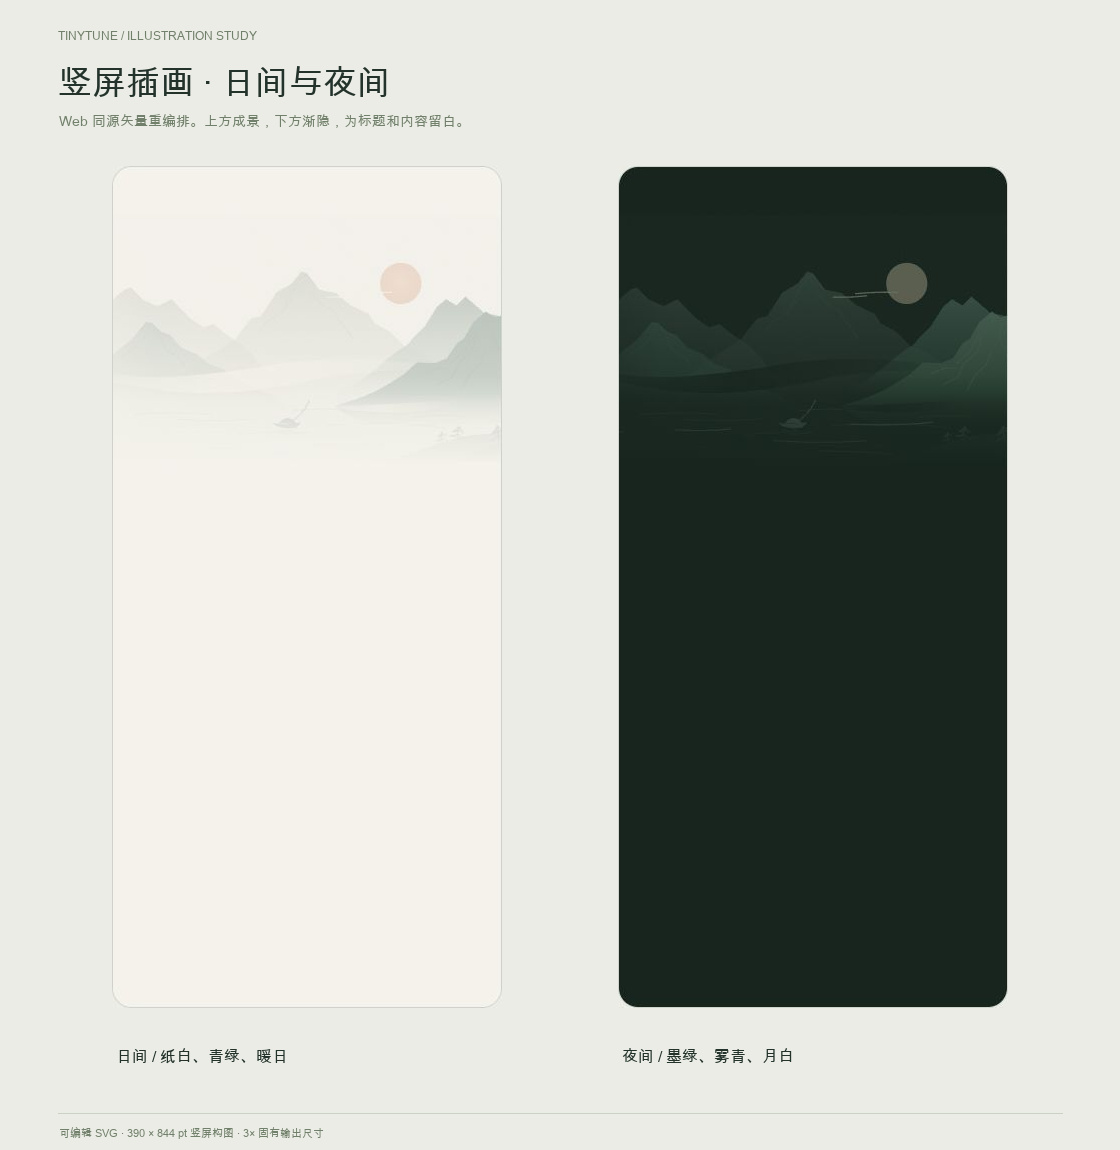 TINYTUNE / ILLUSTRATION STUDY
竖屏插画 · 日间与夜间
Web 同源矢量重编排。上方成景，下方渐隐，为标题和内容留白。
日间 / 纸白、青绿、暖日
夜间 / 墨绿、雾青、月白
可编辑 SVG · 390 × 844 pt 竖屏构图 · 3× 固有输出尺寸